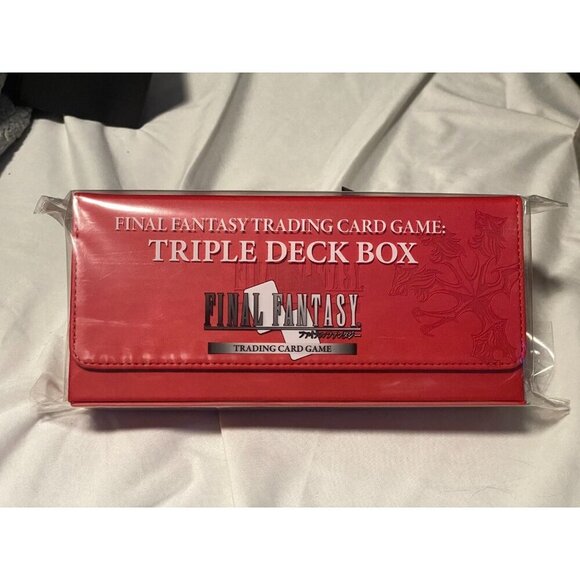 FINAL FANTASY TRADING CARD GAME:
TRIPLE DECK BOX
FINAL FANTASY
ファイナルファンタジー
TRADING CARD GAME